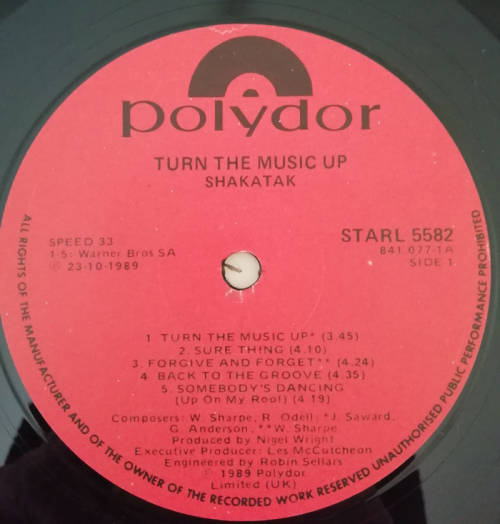 polydor
TURN THE MUSIC UP
SHAKATAK
SPEED 33
1-5: Warner Bros SA
℗ 23-10-1989
STARL 5582
841 077-1A
SIDE 1
1. TURN THE MUSIC UP* (3.45)
2. SURE THING (4.10)
3. FORGIVE AND FORGET** (4.24)
4. BACK TO THE GROOVE (4.35)
5. SOMEBODY'S DANCING
(Up On My Roof) (4.19)
Composers: W. Sharpe, R. Odell; *J. Saward,
G. Anderson, **W. Sharpe.
Produced by Nigel Wright
Executive Producer: Les McCutcheon
Engineered by Robin Sellars
℗ 1989 Polydor
Limited (UK)
ALL RIGHTS OF THE MANUFACTURER AND OF THE OWNER OF THE RECORDED WORK RESERVED UNAUTHORISED PUBLIC PERFORMANCE PROHIBITED